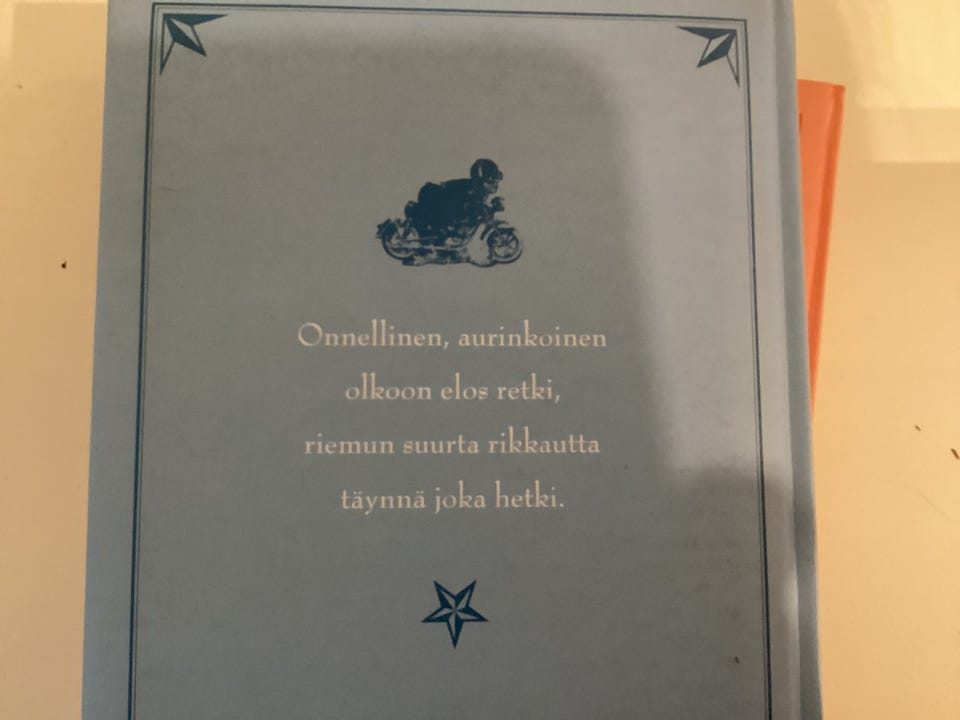 Onnellinen, aurinkoinen
olkoon elos retki,
riemun suurta rikkautta
täynnä joka hetki.